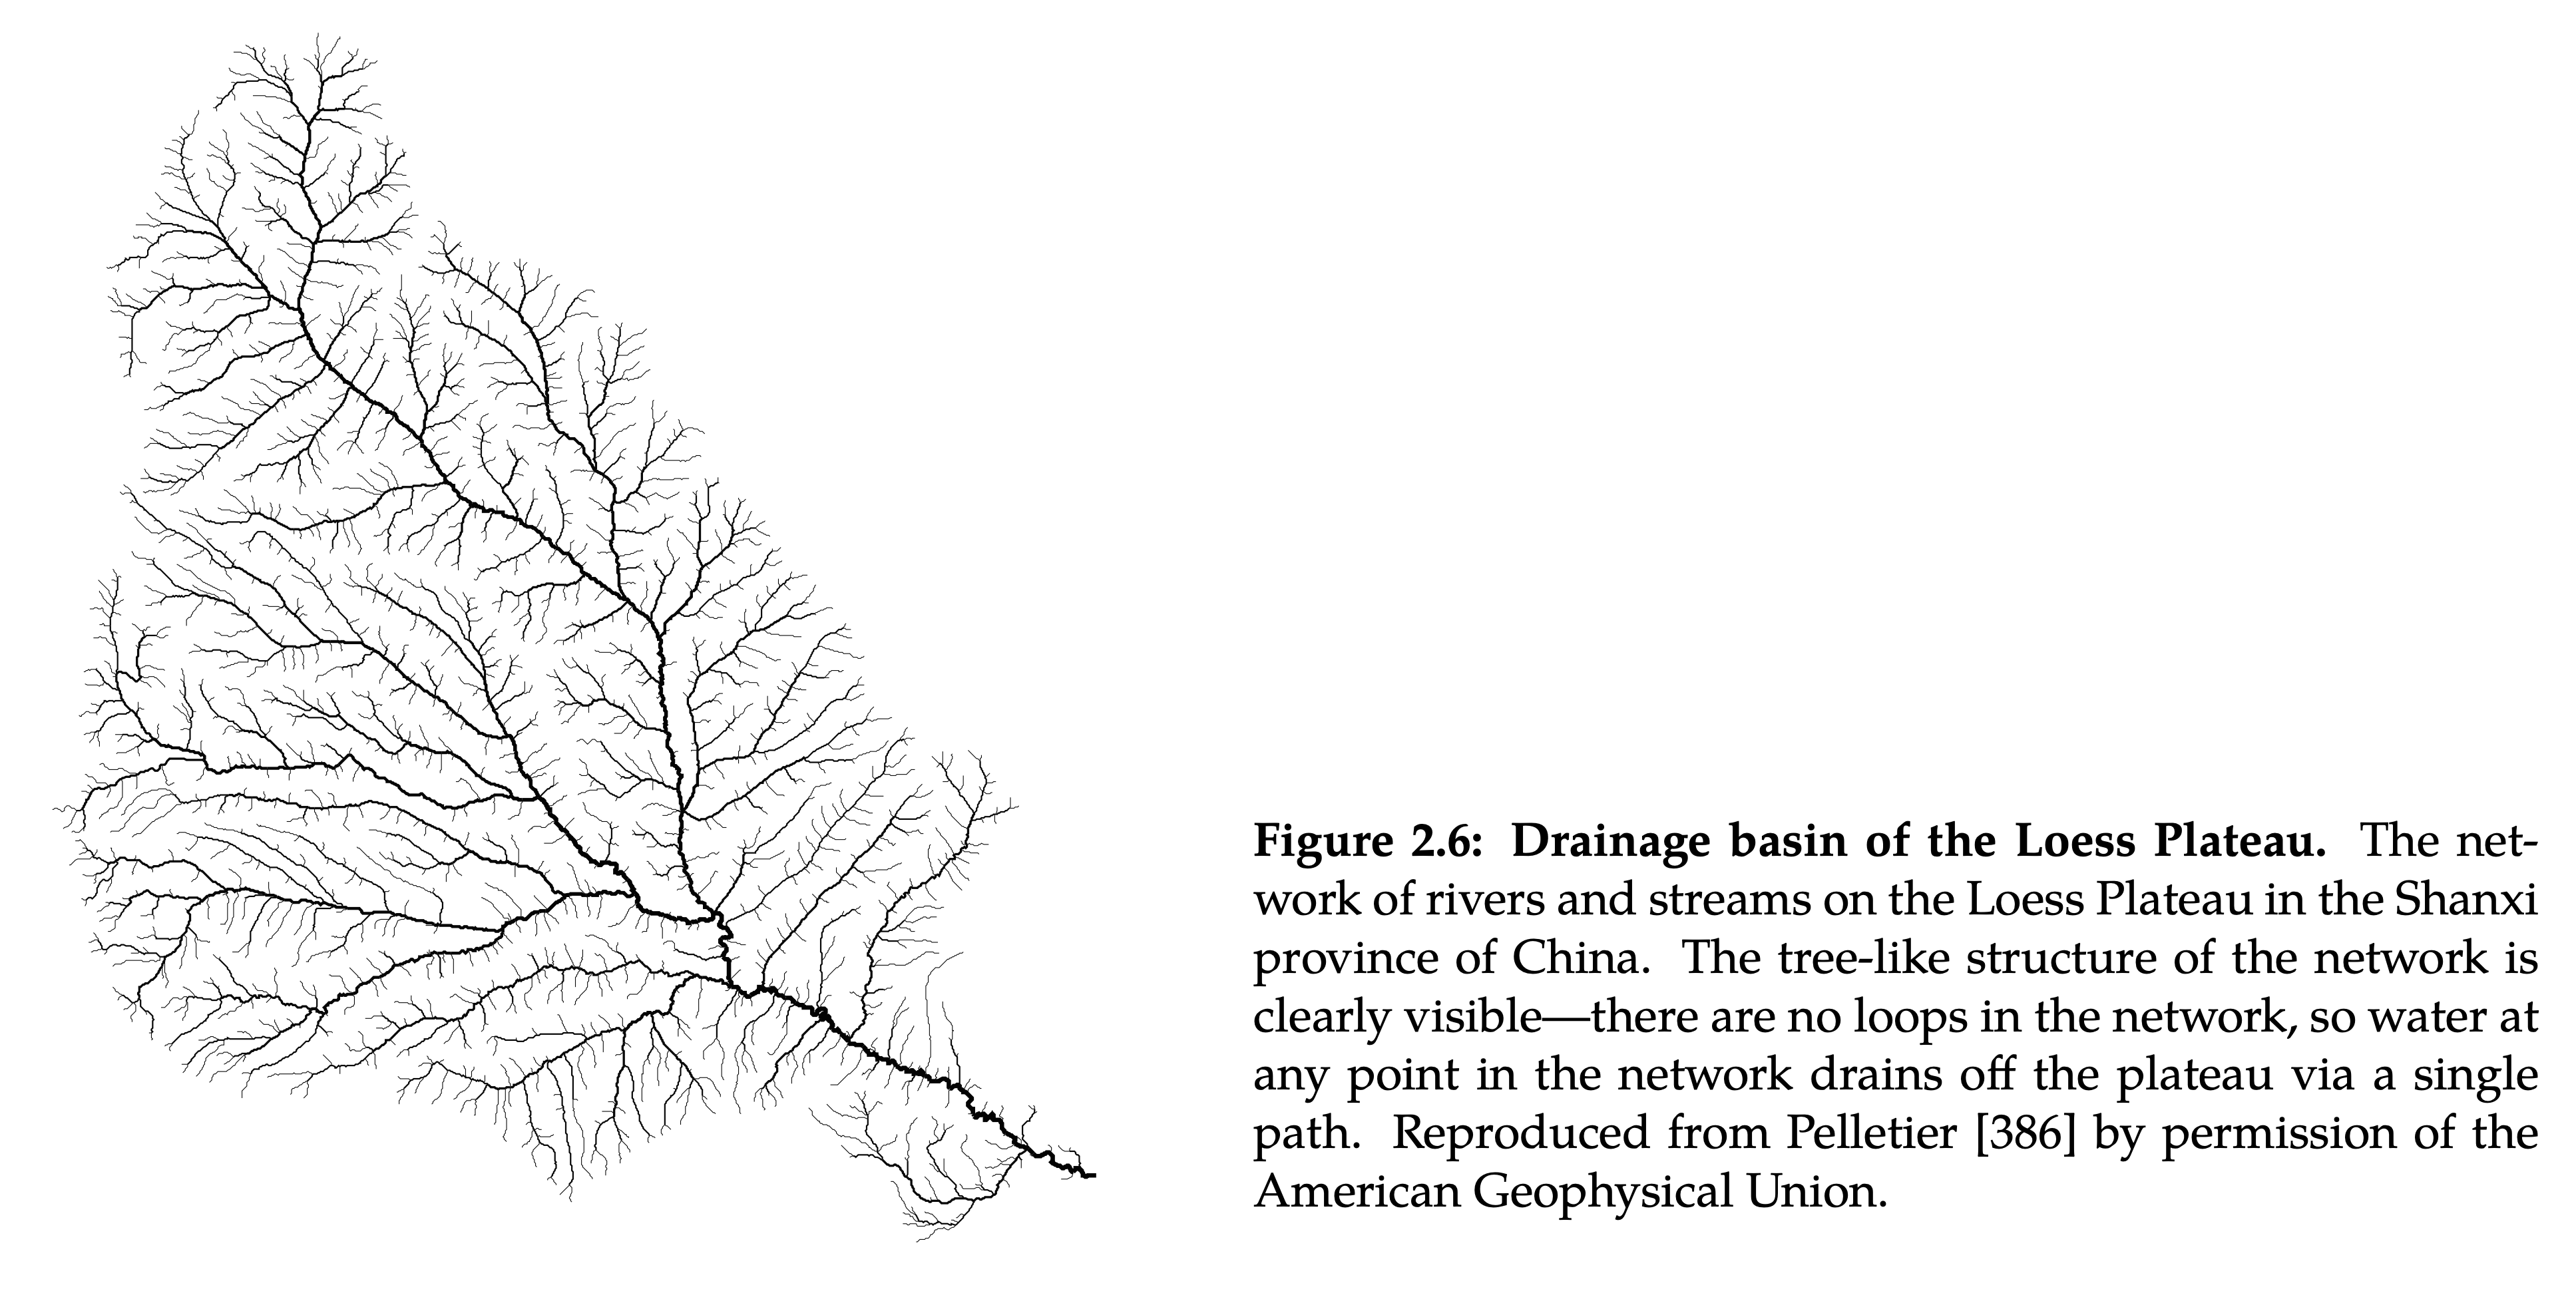 Figure 2.6: Drainage basin of the Loess Plateau. The net-
work of rivers and streams on the Loess Plateau in the Shanxi
province of China. The tree-like structure of the network is
clearly visible—there are no loops in the network, so water at
any point in the network drains off the plateau via a single
path. Reproduced from Pelletier [386] by permission of the
American Geophysical Union.